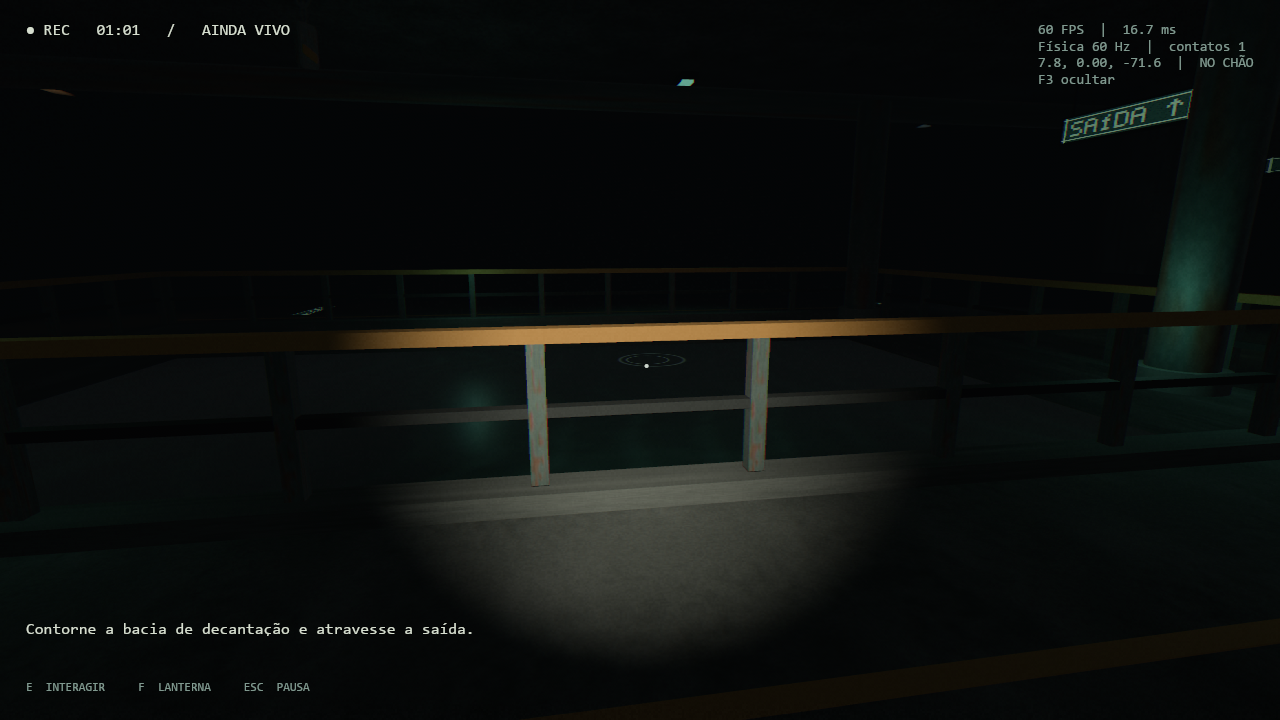 ● REC 01:01 / AINDA VIVO
60 FPS | 16.7 ms
Física 60 Hz | contatos 1
7.8, 0.00, -71.6 | NO CHÃO
F3 ocultar
SAÍDA ↑
Contorne a bacia de decantação e atravesse a saída.
E INTERAGIR F LANTERNA ESC PAUSA